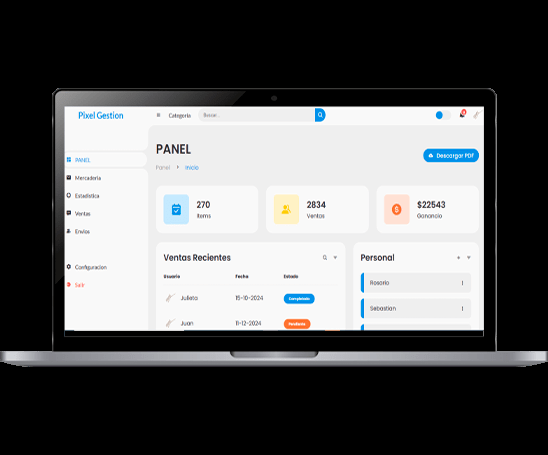 Pixel Gestion
Categoria
Buscar...
PANEL
Mercaderia
Estadistica
Ventas
Envios
Configuracion
Salir
PANEL
Panel > Inicio
Descargar PDF
270
Items
2834
Ventas
$22543
Ganancia
Ventas Recientes
Usuario Fecha Estado
Julieta 15-10-2024 Completado
Juan 11-12-2024 Pendiente
Personal
Rosario
Sebastian